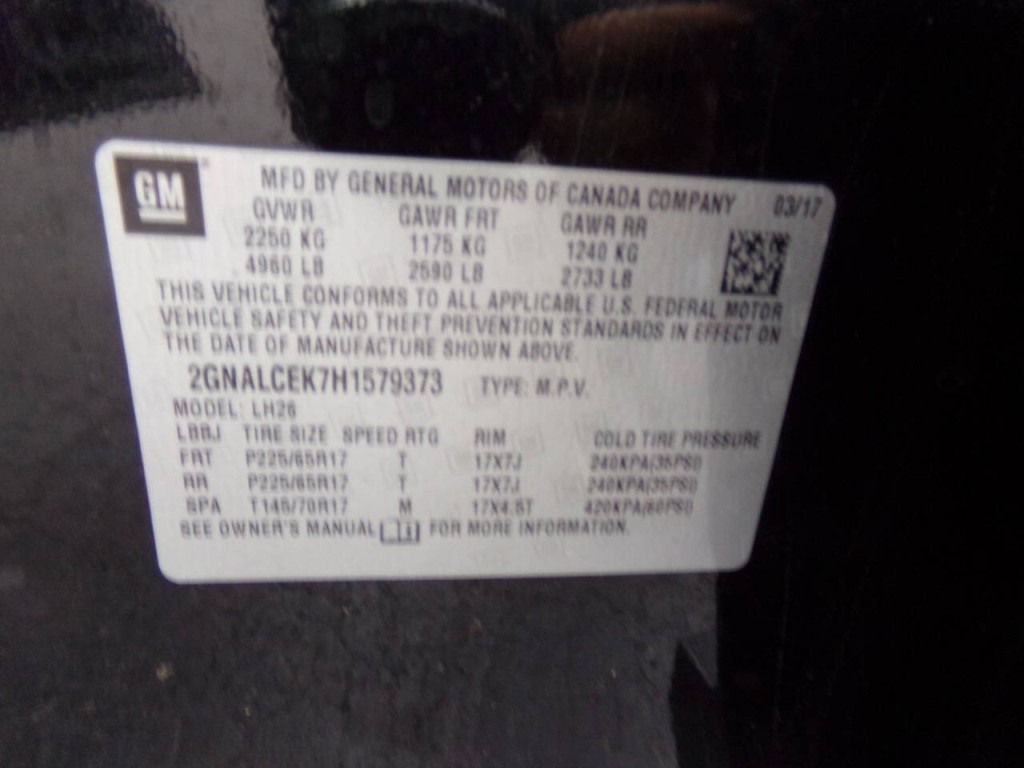 GM MFD BY GENERAL MOTORS OF CANADA COMPANY 03/17
GVWR GAWR FRT GAWR RR
2250 KG 1175 KG 1240 KG
4960 LB 2590 LB 2733 LB
THIS VEHICLE CONFORMS TO ALL APPLICABLE U.S. FEDERAL MOTOR
VEHICLE SAFETY AND THEFT PREVENTION STANDARDS IN EFFECT ON
THE DATE OF MANUFACTURE SHOWN ABOVE.
2GNALCEK7H1579373 TYPE: M.P.V.
MODEL: LH26
LBBJ TIRE SIZE SPEED RTG RIM COLD TIRE PRESSURE
FRT P225/65R17 T 17X7J 240KPA(35PSI)
RR P225/65R17 T 17X7J 240KPA(35PSI)
SPA T145/70R17 M 17X4.5T 420KPA(60PSI)
SEE OWNER'S MANUAL FOR MORE INFORMATION.